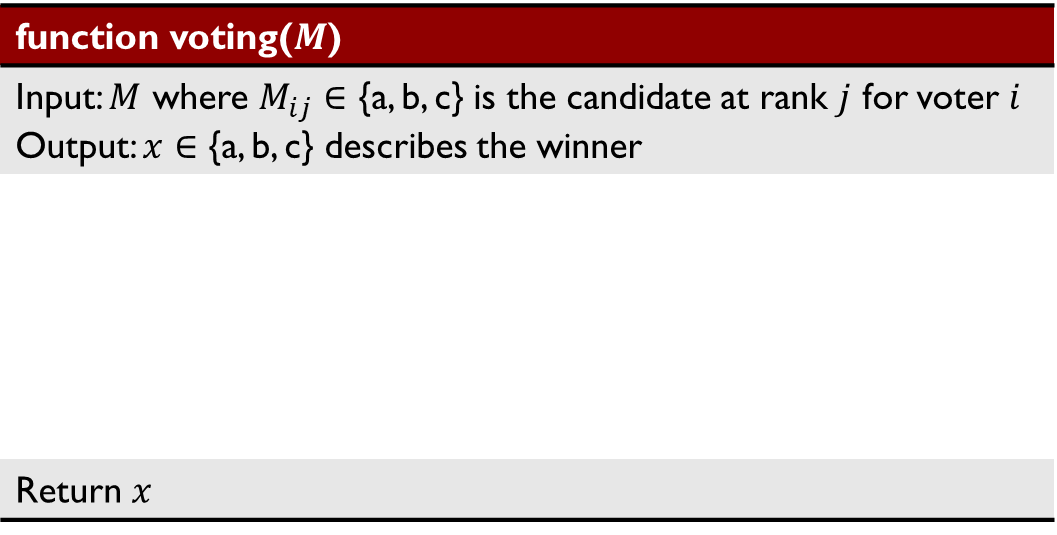 function voting(M)
Input: M where Mᵢⱼ ∈ {a, b, c} is the candidate at rank j for voter i
Output: x ∈ {a, b, c} describes the winner
Return x